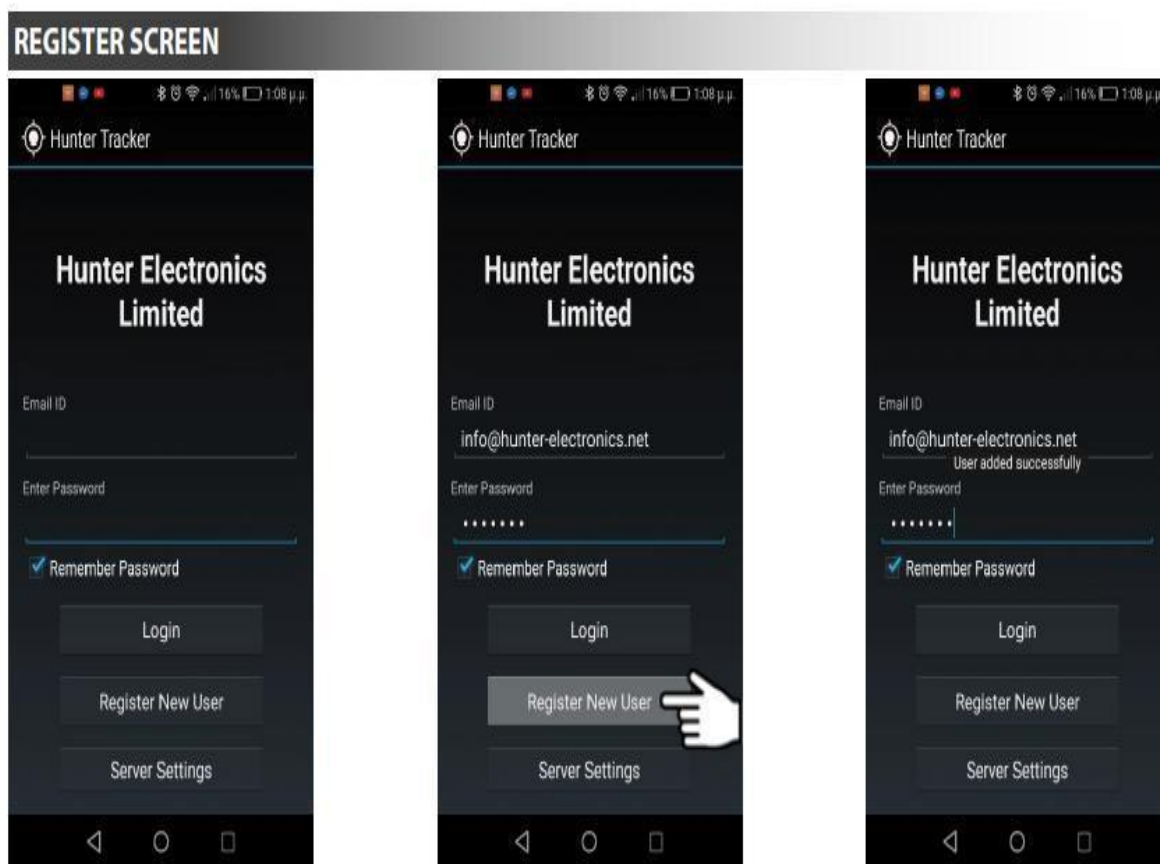 REGISTER SCREEN
16% 1:08 μ.μ.
Hunter Tracker
Hunter Electronics
Limited
Email ID
Enter Password
Remember Password
Login
Register New User
Server Settings
16% 1:08 μ.μ.
Hunter Tracker
Hunter Electronics
Limited
Email ID
info@hunter-electronics.net
Enter Password
•••••••
Remember Password
Login
Register New User
Server Settings
16% 1:08 μ.μ.
Hunter Tracker
Hunter Electronics
Limited
Email ID
info@hunter-electronics.net
User added successfully
Enter Password
•••••••
Remember Password
Login
Register New User
Server Settings